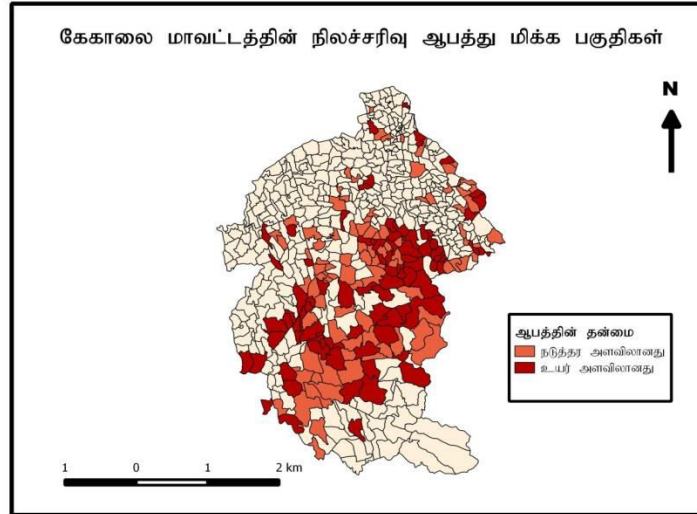 கேகாலை மாவட்டத்தின் நிலச்சரிவு ஆபத்து மிக்க பகுதிகள்
N
ஆபத்தின் தன்மை
நடுத்தர அளவிலானது
உயர் அளவிலானது
1 0 1 2 km